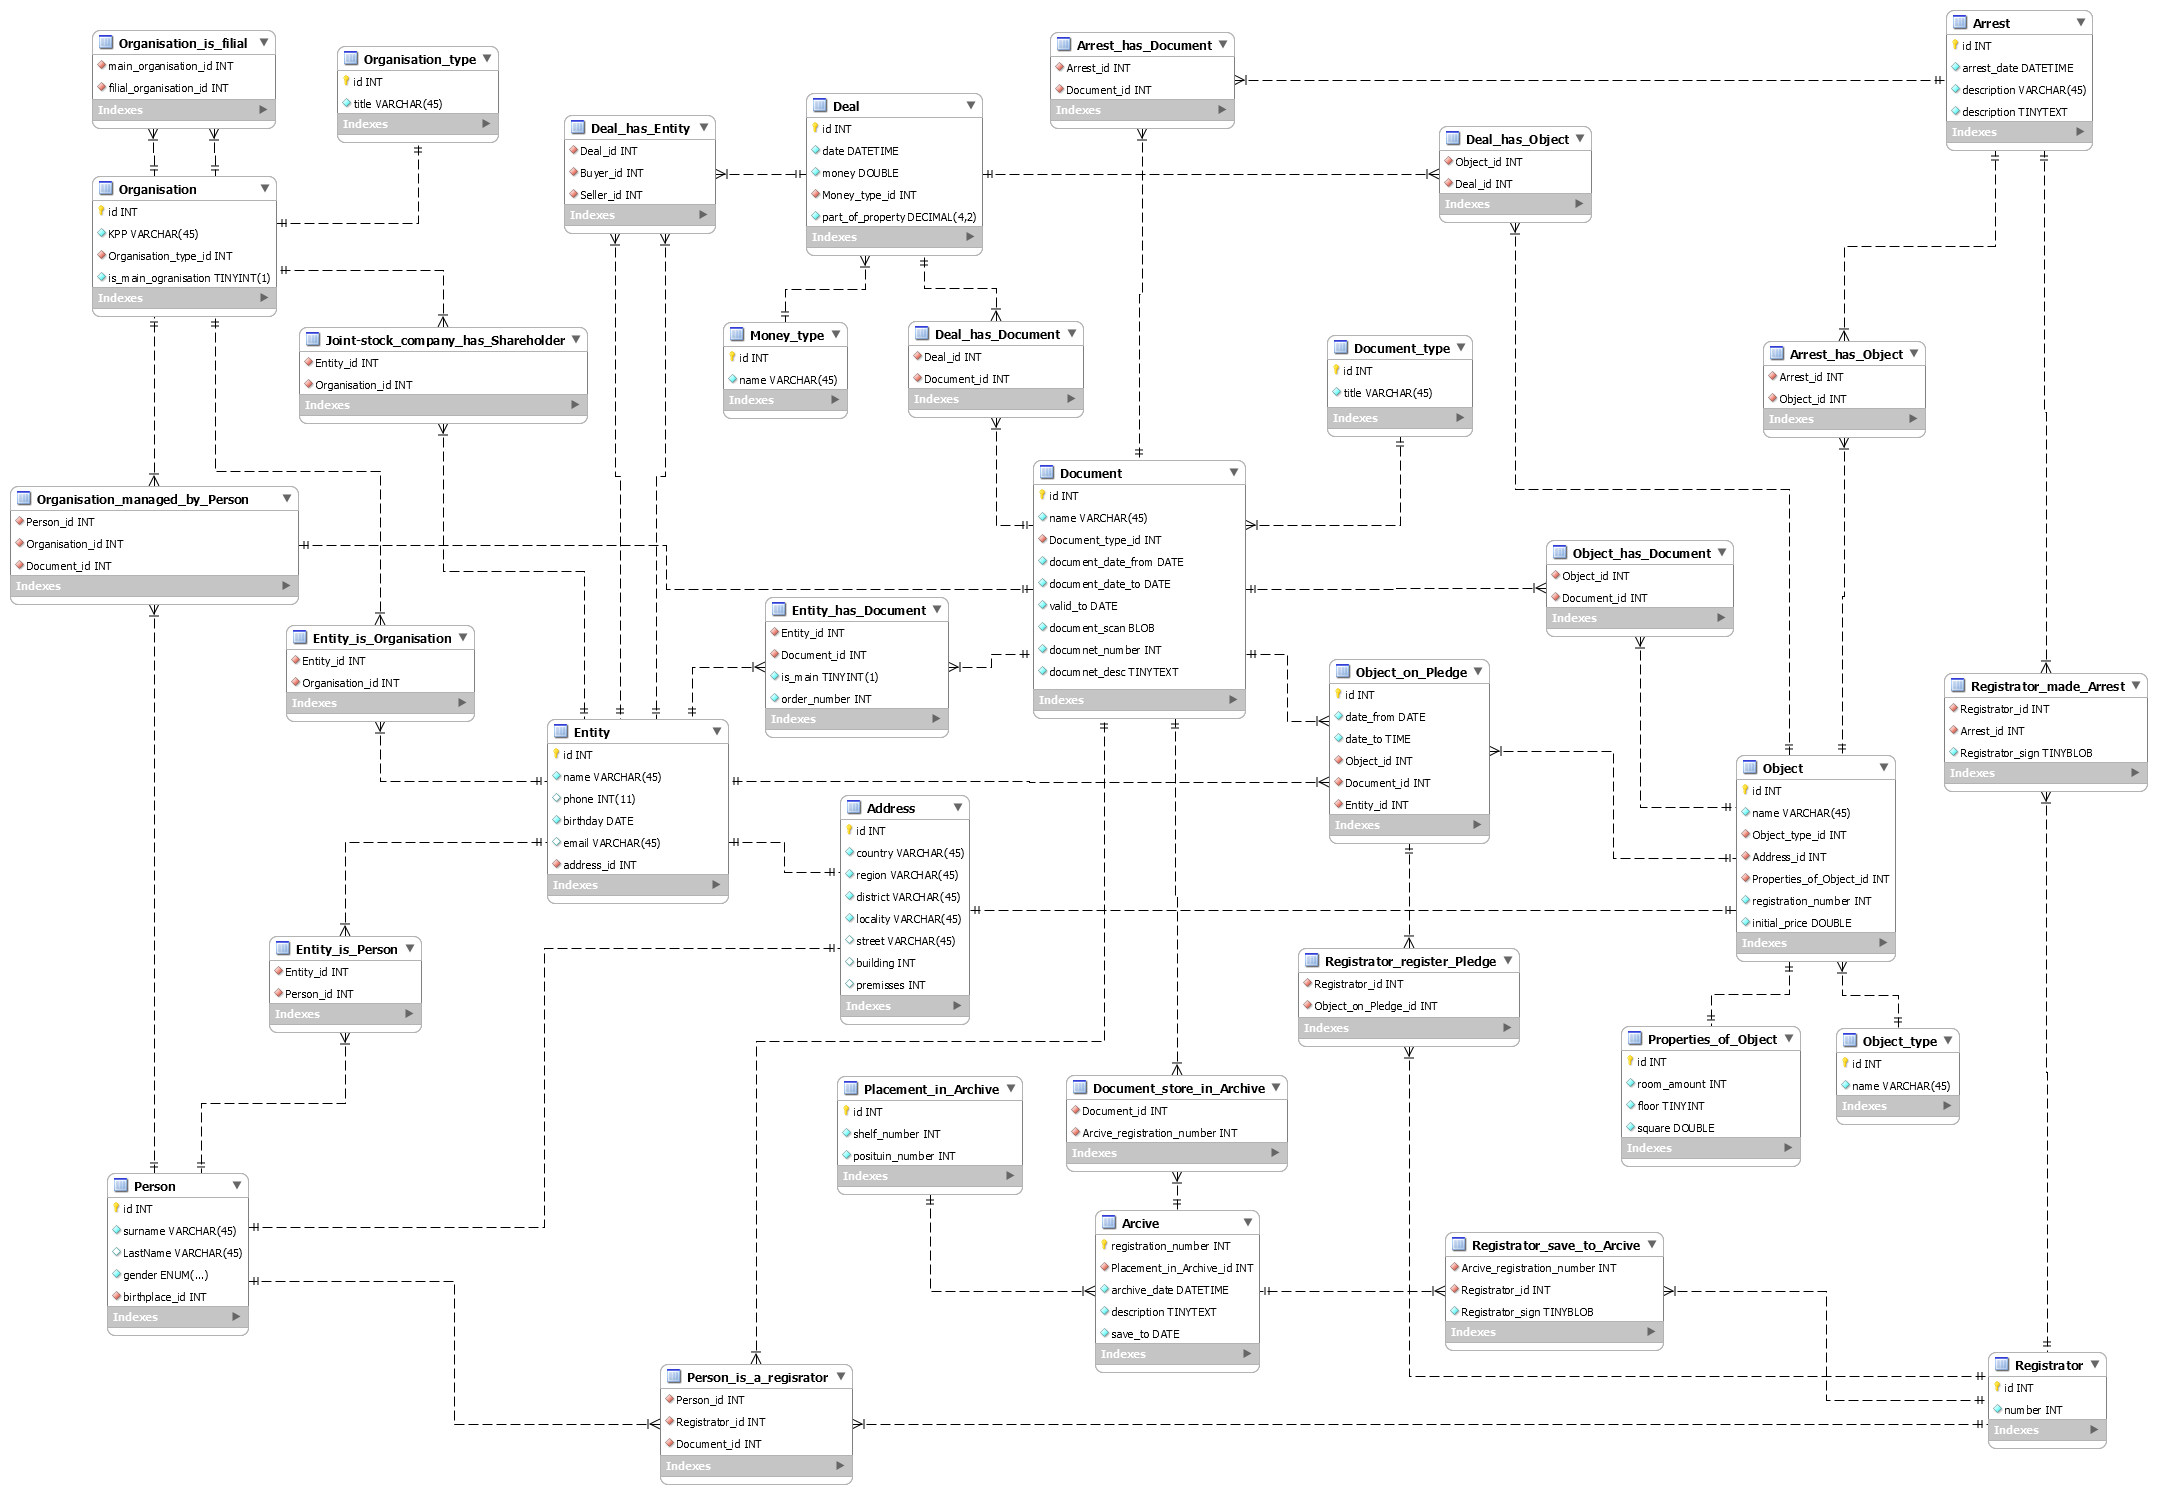 Organisation_is_filial
main_organisation_id INT
filial_organisation_id INT
Indexes
Organisation_type
id INT
title VARCHAR(45)
Indexes
Deal_has_Entity
Deal_id INT
Buyer_id INT
Seller_id INT
Indexes
Deal
id INT
date DATETIME
money DOUBLE
Money_type_id INT
part_of_property DECIMAL(4,2)
Indexes
Arrest_has_Document
Arrest_id INT
Document_id INT
Indexes
Deal_has_Object
Object_id INT
Deal_id INT
Indexes
Arrest
id INT
arrest_date DATETIME
description VARCHAR(45)
description TINYTEXT
Indexes
Organisation
id INT
KPP VARCHAR(45)
Organisation_type_id INT
is_main_ogranisation TINYINT(1)
Indexes
Joint-stock_company_has_Shareholder
Entity_id INT
Organisation_id INT
Indexes
Money_type
id INT
name VARCHAR(45)
Indexes
Deal_has_Document
Deal_id INT
Document_id INT
Indexes
Document_type
id INT
title VARCHAR(45)
Indexes
Arrest_has_Object
Arrest_id INT
Object_id INT
Indexes
Organisation_managed_by_Person
Person_id INT
Organisation_id INT
Document_id INT
Indexes
Document
id INT
name VARCHAR(45)
Document_type_id INT
document_date_from DATE
document_date_to DATE
valid_to DATE
document_scan BLOB
documnet_number INT
documnet_desc TINYTEXT
Indexes
Object_has_Document
Object_id INT
Document_id INT
Indexes
Entity_is_Organisation
Entity_id INT
Organisation_id INT
Indexes
Entity_has_Document
Entity_id INT
Document_id INT
is_main TINYINT(1)
order_number INT
Indexes
Object_on_Pledge
id INT
date_from DATE
date_to TIME
Object_id INT
Document_id INT
Entity_id INT
Indexes
Registrator_made_Arrest
Registrator_id INT
Arrest_id INT
Registrator_sign TINYBLOB
Indexes
Entity
id INT
name VARCHAR(45)
phone INT(11)
birthday DATE
email VARCHAR(45)
address_id INT
Indexes
Address
id INT
country VARCHAR(45)
region VARCHAR(45)
district VARCHAR(45)
locality VARCHAR(45)
street VARCHAR(45)
building INT
premisses INT
Indexes
Object
id INT
name VARCHAR(45)
Object_type_id INT
Address_id INT
Properties_of_Object_id INT
registration_number INT
initial_price DOUBLE
Indexes
Entity_is_Person
Entity_id INT
Person_id INT
Indexes
Registrator_register_Pledge
Registrator_id INT
Object_on_Pledge_id INT
Indexes
Properties_of_Object
id INT
room_amount INT
floor TINYINT
square DOUBLE
Indexes
Object_type
id INT
name VARCHAR(45)
Indexes
Placement_in_Archive
id INT
shelf_number INT
posituin_number INT
Indexes
Document_store_in_Archive
Document_id INT
Arcive_registration_number INT
Indexes
Person
id INT
surname VARCHAR(45)
LastName VARCHAR(45)
gender ENUM(...)
birthplace_id INT
Indexes
Arcive
registration_number INT
Placement_in_Archive_id INT
archive_date DATETIME
description TINYTEXT
save_to DATE
Indexes
Registrator_save_to_Arcive
Arcive_registration_number INT
Registrator_id INT
Registrator_sign TINYBLOB
Indexes
Person_is_a_regisrator
Person_id INT
Registrator_id INT
Document_id INT
Indexes
Registrator
id INT
number INT
Indexes